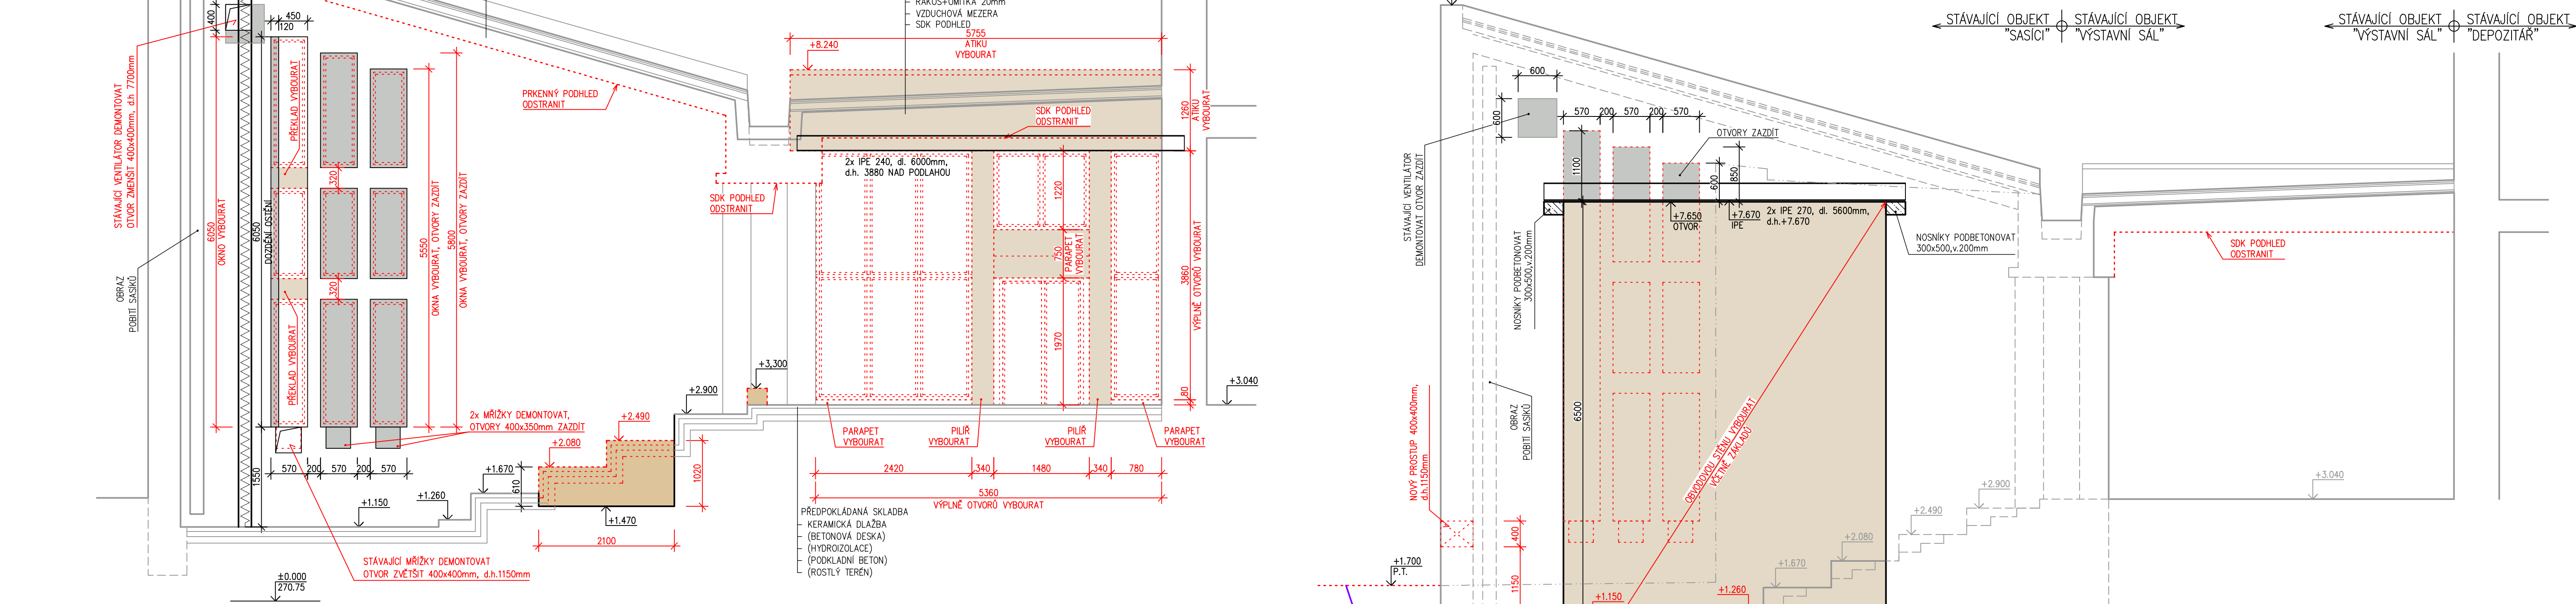 RÁKOS+OMÍTKA 20mm
VZDUCHOVÁ MEZERA
SDK PODHLED
5755
ATIKU
VYBOURAT
+8.240
400
450
120
STÁVAJÍCÍ VENTILÁTOR DEMONTOVAT
OTVOR ZMENŠIT 400x400mm, d.h 7700mm
6050
OKNO VYBOURAT
6050
DOZDĚNÍ OSTĚNÍ
PŘEKLAD VYBOURAT
PŘEKLAD VYBOURAT
320
320
5550
OKNA VYBOURAT, OTVORY ZAZDÍT
5800
OKNA VYBOURAT, OTVORY ZAZDÍT
OBRAZ
POBITÍ SASÍKŮ
PRKENNÝ PODHLED
ODSTRANIT
SDK PODHLED
ODSTRANIT
SDK PODHLED
ODSTRANIT
2x IPE 240, dl. 6000mm,
d.h. 3880 NAD PODLAHOU
1260
ATIKU
VYBOURAT
1220
750
PARAPET
VYBOURAT
1970
3860
VÝPLNĚ OTVORŮ VYBOURAT
80
+3,300
+2.900
+3.040
2x MŘÍŽKY DEMONTOVAT,
OTVORY 400x350mm ZAZDÍT
+2.490
+2.080
+1.670
610
1020
+1.260
+1.150
+1.470
2100
570
200
570
200
570
1550
STÁVAJÍCÍ MŘÍŽKY DEMONTOVAT
OTVOR ZVĚTŠIT 400x400mm, d.h.1150mm
±0.000
270.75
PARAPET
VYBOURAT
PILÍŘ
VYBOURAT
PILÍŘ
VYBOURAT
PARAPET
VYBOURAT
2420
340
1480
340
780
5360
VÝPLNĚ OTVORŮ VYBOURAT
PŘEDPOKLÁDANÁ SKLADBA
KERAMICKÁ DLAŽBA
(BETONOVÁ DESKA)
(HYDROIZOLACE)
(PODKLADNÍ BETON)
(ROSTLÝ TERÉN)
STÁVAJÍCÍ OBJEKT
"SASÍCI"
STÁVAJÍCÍ OBJEKT
"VÝSTAVNÍ SÁL"
STÁVAJÍCÍ OBJEKT
"VÝSTAVNÍ SÁL"
STÁVAJÍCÍ OBJEKT
"DEPOZITÁŘ"
600
600
570
200
570
200
570
OTVORY ZAZDÍT
1100
600
850
STÁVAJÍCÍ VENTILÁTOR
DEMONTOVAT OTVOR ZAZDÍT
NOSNÍKY PODBETONOVAT
300x500,v.200mm
+7.650
OTVOR
+7.670
IPE
2x IPE 270, dl. 5600mm,
d.h.+7.670
NOSNÍKY PODBETONOVAT
300x500,v.200mm
SDK PODHLED
ODSTRANIT
OBRAZ
POBITÍ SASÍKŮ
6500
OBVODOVOU STĚNU VYBOURAT
VČETNĚ ZÁKLADŮ
NOVÝ PROSTUP 400x400mm,
d.h.1150mm
400
1150
+1.700
P.T.
+1.150
+1.260
+1.670
+2.080
+2.490
+2.900
+3.040